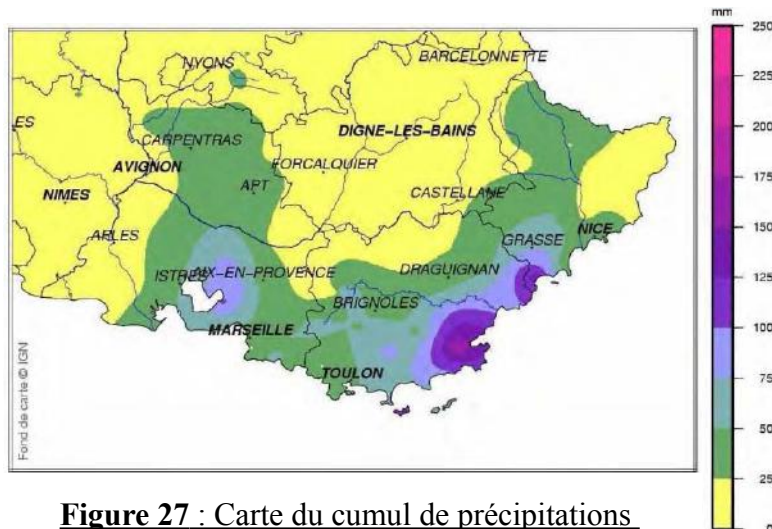 mm
250
225
200
175
150
125
100
75
50
25
0
BARCELONNETTE
NYONS
ES
CARPENTRAS
DIGNE-LES-BAINS
AVIGNON
FORCALQUIER
NIMES
APT
CASTELLANE
ARLES
NICE
GRASSE
ISTRES
AIX-EN-PROVENCE
DRAGUIGNAN
BRIGNOLES
MARSEILLE
TOULON
Fond de carte © IGN
Figure 27 : Carte du cumul de précipitations